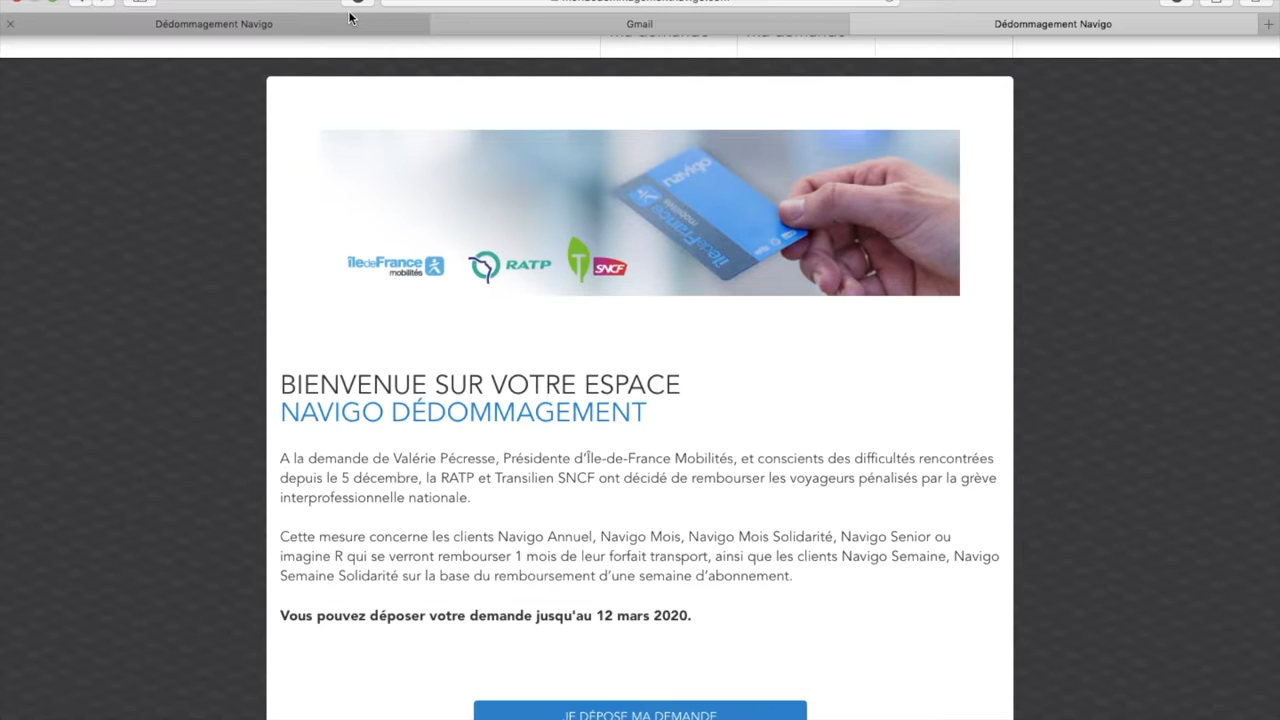 Dédommagement Navigo
Gmail
Dédommagement Navigo
navigo
îledeFrance
mobilités
îledeFrance
mobilités
RATP
T
SNCF
BIENVENUE SUR VOTRE ESPACE
NAVIGO DÉDOMMAGEMENT
A la demande de Valérie Pécresse, Présidente d'Île-de-France Mobilités, et conscients des difficultés rencontrées
depuis le 5 décembre, la RATP et Transilien SNCF ont décidé de rembourser les voyageurs pénalisés par la grève
interprofessionnelle nationale.
Cette mesure concerne les clients Navigo Annuel, Navigo Mois, Navigo Mois Solidarité, Navigo Senior ou
imagine R qui se verront rembourser 1 mois de leur forfait transport, ainsi que les clients Navigo Semaine, Navigo
Semaine Solidarité sur la base du remboursement d'une semaine d'abonnement.
Vous pouvez déposer votre demande jusqu'au 12 mars 2020.
JE DÉPOSE MA DEMANDE